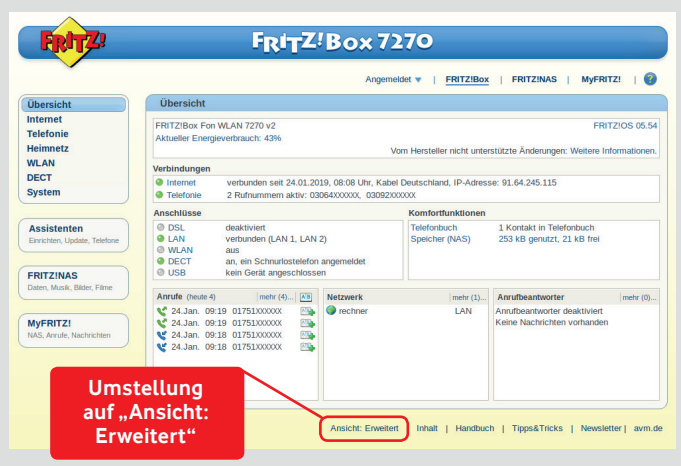 FRITZ!
FRITZ!Box 7270
Angemeldet | FRITZ!Box | FRITZ!NAS | MyFRITZ! | ?
Übersicht
Internet
Telefonie
Heimnetz
WLAN
DECT
System
Assistenten
Einrichten, Update, Telefone
FRITZ!NAS
Daten, Musik, Bilder, Filme
MyFRITZ!
NAS, Anrufe, Nachrichten
Übersicht
FRITZ!Box Fon WLAN 7270 v2 FRITZ!OS 05.54
Aktueller Energieverbrauch: 43%
Vom Hersteller nicht unterstützte Änderungen: Weitere Informationen.
Verbindungen
Internet verbunden seit 24.01.2019, 08:08 Uhr, Kabel Deutschland, IP-Adresse: 91.64.245.115
Telefonie 2 Rufnummern aktiv: 03064XXXXXX, 03092XXXXXX
Anschlüsse
DSL deaktiviert
LAN verbunden (LAN 1, LAN 2)
WLAN aus
DECT an, ein Schnurlostelefon angemeldet
USB kein Gerät angeschlossen
Komfortfunktionen
Telefonbuch 1 Kontakt in Telefonbuch
Speicher (NAS) 253 kB genutzt, 21 kB frei
Anrufe (heute 4) mehr (4)...
24.Jan. 09:19 01751XXXXXX
24.Jan. 09:19 01751XXXXXX
24.Jan. 09:18 01751XXXXXX
24.Jan. 09:18 01751XXXXXX
Netzwerk mehr (1)...
rechner LAN
Anrufbeantworter mehr (0)...
Anrufbeantworter deaktiviert
Keine Nachrichten vorhanden
Umstellung
auf „Ansicht:
Erweitert“
Ansicht: Erweitert Inhalt | Handbuch | Tipps&Tricks | Newsletter | avm.de